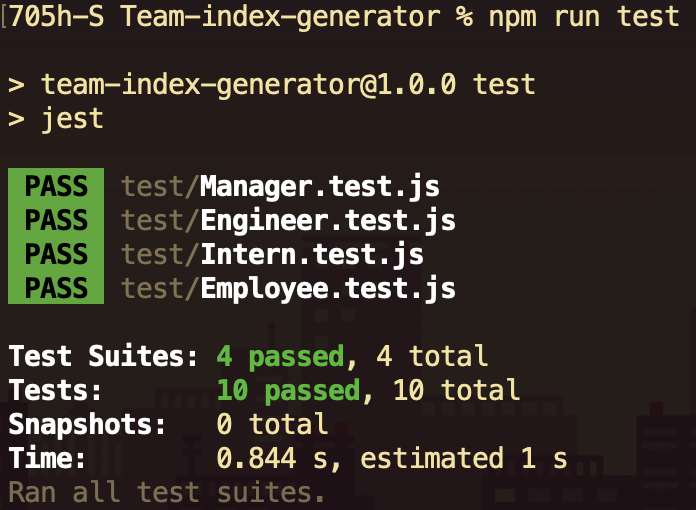 [705h-S Team-index-generator % npm run test
> team-index-generator@1.0.0 test
> jest
PASS test/Manager.test.js
PASS test/Engineer.test.js
PASS test/Intern.test.js
PASS test/Employee.test.js
Test Suites: 4 passed, 4 total
Tests: 10 passed, 10 total
Snapshots: 0 total
Time: 0.844 s, estimated 1 s
Ran all test suites.